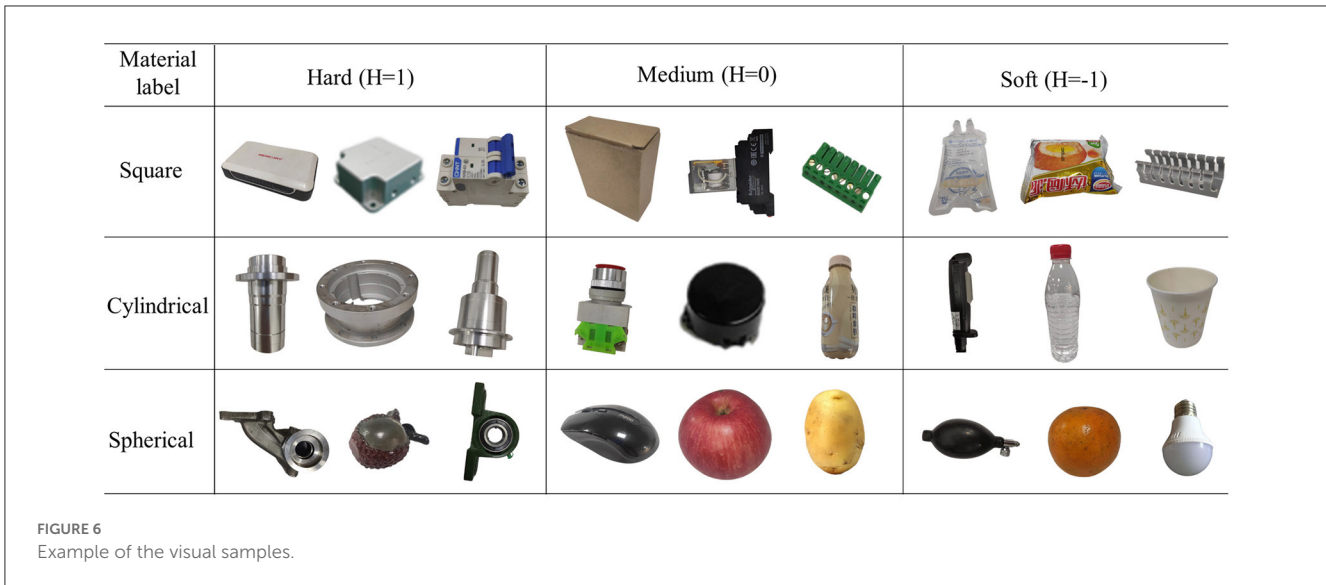 Material
label
Hard (H=1)
Medium (H=0)
Soft (H=-1)
Square
Cylindrical
Spherical
FIGURE 6
Example of the visual samples.